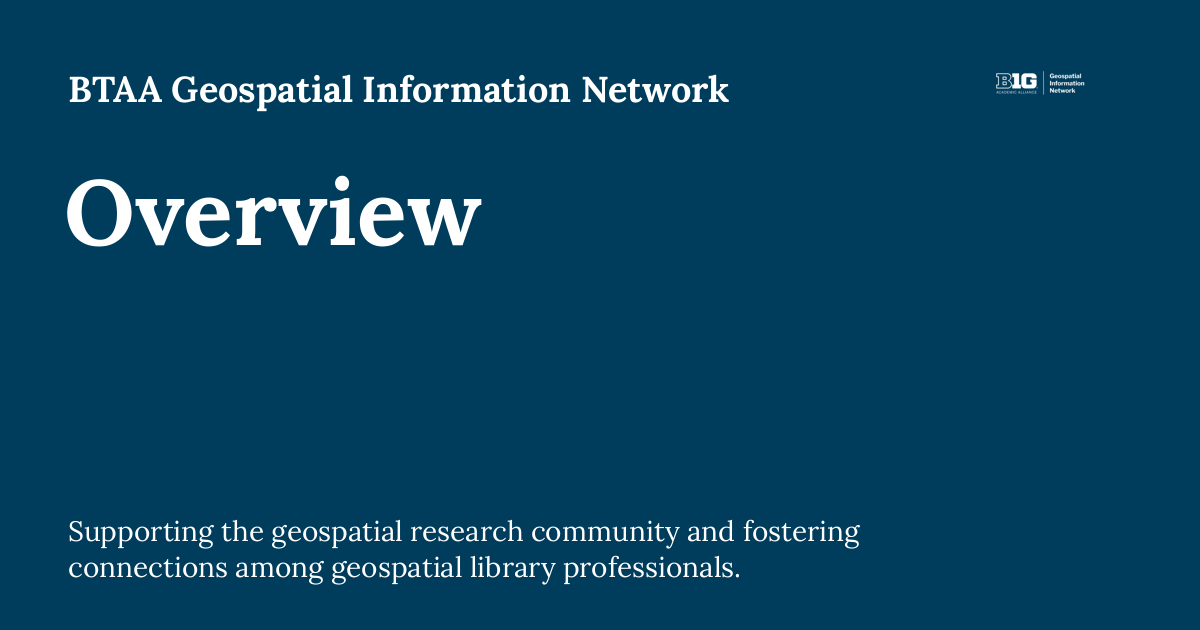 BTAA Geospatial Information Network
B1G
ACADEMIC ALLIANCE
Geospatial
Information
Network
Overview
Supporting the geospatial research community and fostering
connections among geospatial library professionals.